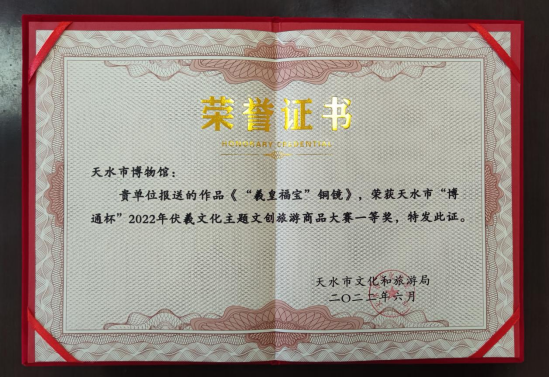 荣誉证书
HONORARY CREDENTIAL
天水市博物馆：
贵单位报送的作品《“羲皇福宝”铜镜》，荣获天水市“博
通杯”2022年伏羲文化主题文创旅游商品大赛一等奖，特发此证。
天水市文化和旅游局
二〇二二年六月